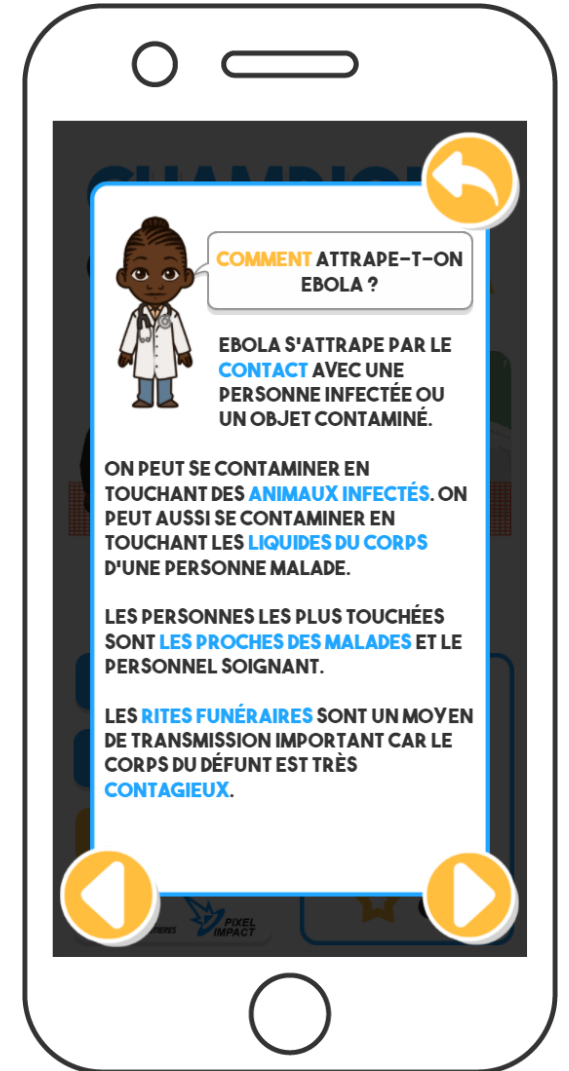 COMMENT ATTRAPE-T-ON
EBOLA ?
EBOLA S'ATTRAPE PAR LE
CONTACT AVEC UNE
PERSONNE INFECTÉE OU
UN OBJET CONTAMINÉ.
ON PEUT SE CONTAMINER EN
TOUCHANT DES ANIMAUX INFECTÉS. ON
PEUT AUSSI SE CONTAMINER EN
TOUCHANT LES LIQUIDES DU CORPS
D'UNE PERSONNE MALADE.
LES PERSONNES LES PLUS TOUCHÉES
SONT LES PROCHES DES MALADES ET LE
PERSONNEL SOIGNANT.
LES RITES FUNÉRAIRES SONT UN MOYEN
DE TRANSMISSION IMPORTANT CAR LE
CORPS DU DÉFUNT EST TRÈS
CONTAGIEUX.
PIXEL
IMPACT